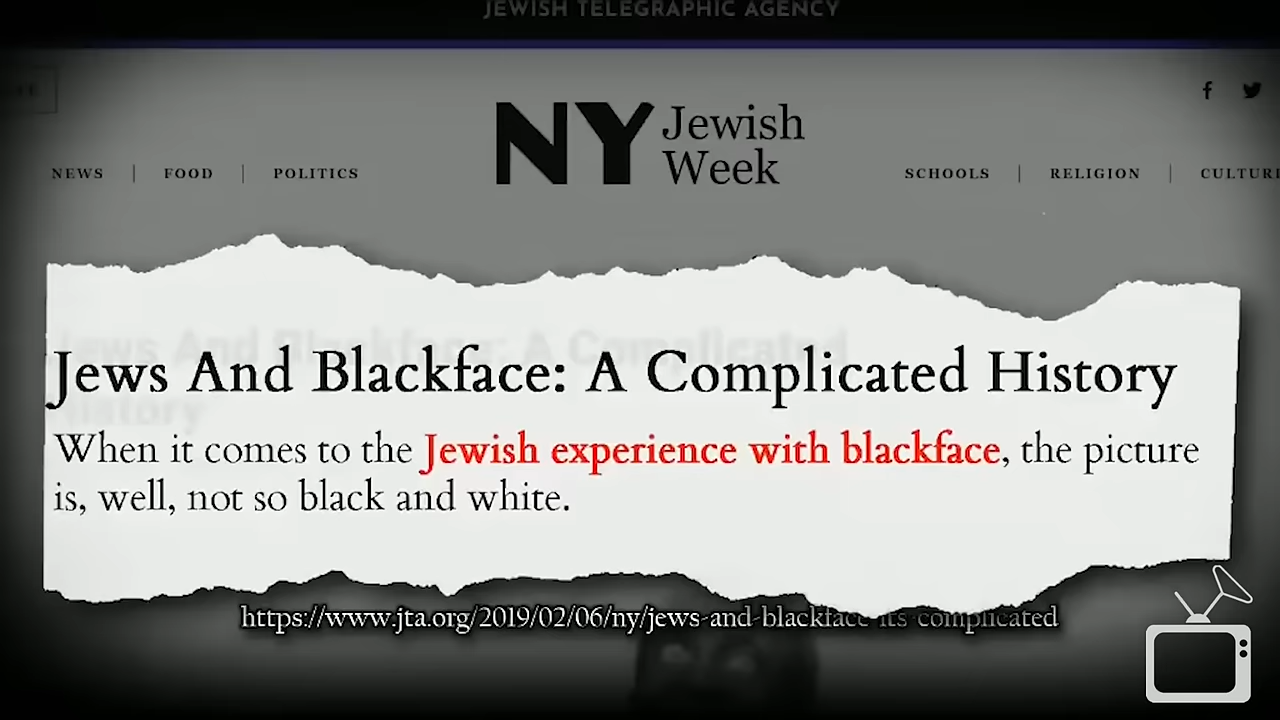 JEWISH TELEGRAPHIC AGENCY
NY Jewish
Week
NEWS | FOOD | POLITICS
SCHOOLS | RELIGION | CULTURE
Jews And Blackface: A Complicated History
When it comes to the Jewish experience with blackface, the picture
is, well, not so black and white.
https://www.jta.org/2019/02/06/ny/jews-and-blackface-its-complicated